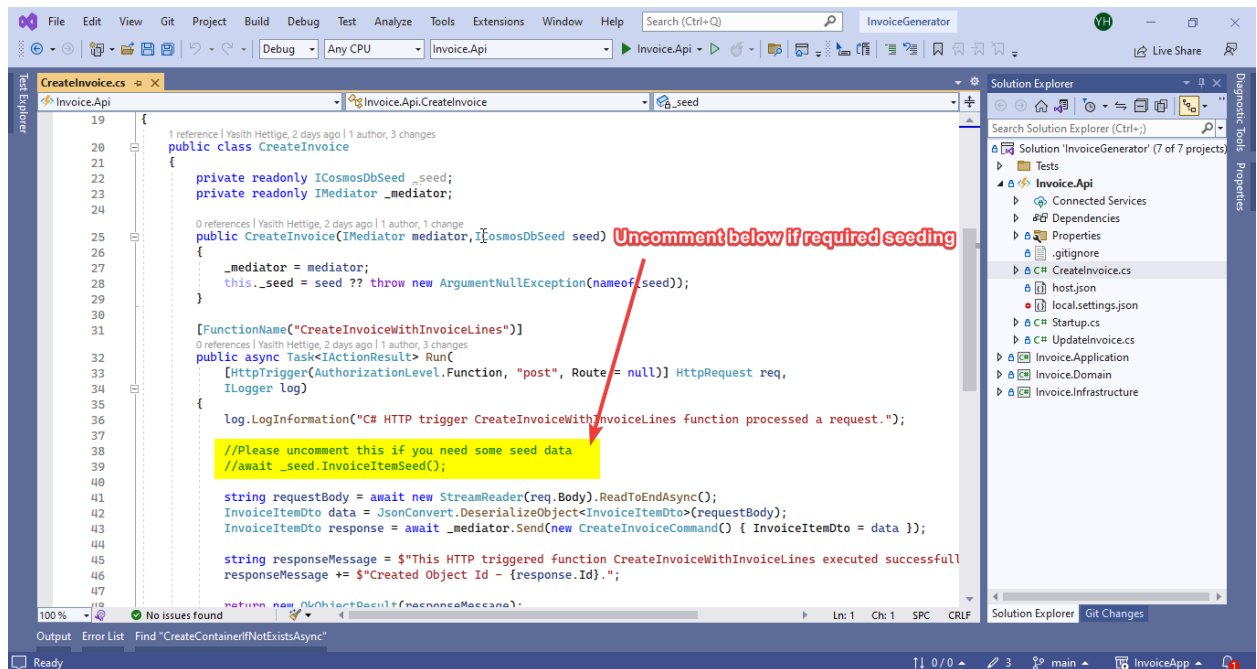 File Edit View Git Project Build Debug Test Analyze Tools Extensions Window Help Search (Ctrl+Q) InvoiceGenerator YH
Debug Any CPU Invoice.Api Invoice.Api Live Share
Test Explorer
CreateInvoice.cs
Invoice.Api Invoice.Api.CreateInvoice _seed
19 {
1 reference | Yasith Hettige, 2 days ago | 1 author, 3 changes
20 public class CreateInvoice
21 {
22 private readonly ICosmosDbSeed _seed;
23 private readonly IMediator _mediator;
24
0 references | Yasith Hettige, 2 days ago | 1 author, 1 change
25 public CreateInvoice(IMediator mediator,ICosmosDbSeed seed)
Uncomment below if required seeding
26 {
27 _mediator = mediator;
28 this._seed = seed ?? throw new ArgumentNullException(nameof(seed));
29 }
30
31 [FunctionName("CreateInvoiceWithInvoiceLines")]
0 references | Yasith Hettige, 2 days ago | 1 author, 3 changes
32 public async Task<IActionResult> Run(
33 [HttpTrigger(AuthorizationLevel.Function, "post", Route = null)] HttpRequest req,
34 ILogger log)
35 {
36 log.LogInformation("C# HTTP trigger CreateInvoiceWithInvoiceLines function processed a request.");
37
38 //Please uncomment this if you need some seed data
39 //await _seed.InvoiceItemSeed();
40
41 string requestBody = await new StreamReader(req.Body).ReadToEndAsync();
42 InvoiceItemDto data = JsonConvert.DeserializeObject<InvoiceItemDto>(requestBody);
43 InvoiceItemDto response = await _mediator.Send(new CreateInvoiceCommand() { InvoiceItemDto = data });
44
45 string responseMessage = $"This HTTP triggered function CreateInvoiceWithInvoiceLines executed successfull
46 responseMessage += $"Created Object Id - {response.Id}.";
47
48 return new OkObjectResult(responseMessage);
100 % No issues found Ln: 1 Ch: 1 SPC CRLF
Output Error List Find "CreateContainerIfNotExistsAsync"
Solution Explorer
Search Solution Explorer (Ctrl+;)
Solution 'InvoiceGenerator' (7 of 7 projects)
Tests
Invoice.Api
Connected Services
Dependencies
Properties
.gitignore
C# CreateInvoice.cs
host.json
local.settings.json
C# Startup.cs
C# UpdateInvoice.cs
C# Invoice.Application
C# Invoice.Domain
C# Invoice.Infrastructure
Solution Explorer Git Changes
Diagnostic Tools
Properties
Ready 0 / 0 3 main InvoiceApp 1